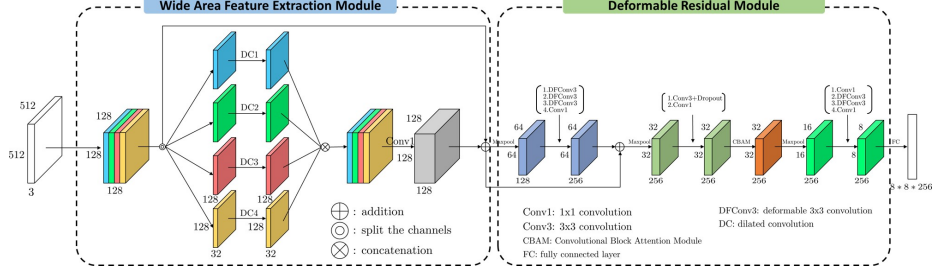 Wide Area Feature Extraction Module
Deformable Residual Module
512
512
3
128
128
128
DC1
DC2
DC3
DC4
128
128
128
128
32
32
128
Conv1
128
128
128
Maxpool
64
64
128
1.DFConv3
2.DFConv3
3.DFConv3
4.Conv1
64
64
256
Maxpool
32
32
256
1.Conv3+Dropout
2.Conv1
32
32
256
CBAM
32
32
256
Maxpool
16
16
256
1.Conv1
2.DFConv3
3.DFConv3
4.Conv1
8
8
256
FC
8 * 8 * 256
: addition
: split the channels
: concatenation
Conv1: 1x1 convolution
Conv3: 3x3 convolution
CBAM: Convolutional Block Attention Module
FC: fully connected layer
DFConv3: deformable 3x3 convolution
DC: dilated convolution